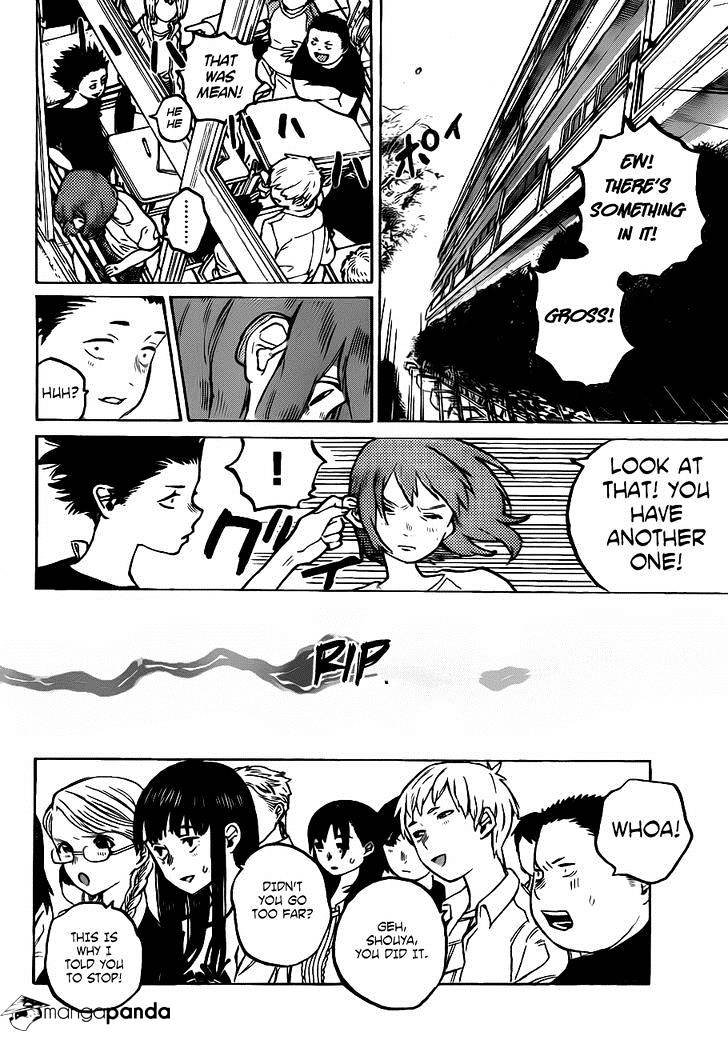 EW!
THERE'S
SOMETHING
IN IT!
GROSS!
ポイ
THAT
WAS
MEAN!
HE
HE
.......
HUH?
LOOK AT
THAT! YOU
HAVE
ANOTHER
ONE!
!
グイ
RIP.
WHOA!
GEH,
SHOUYA,
YOU DID IT.
DIDN'T
YOU GO
TOO FAR?
THIS IS
WHY I
TOLD YOU
TO STOP!
mangapanda